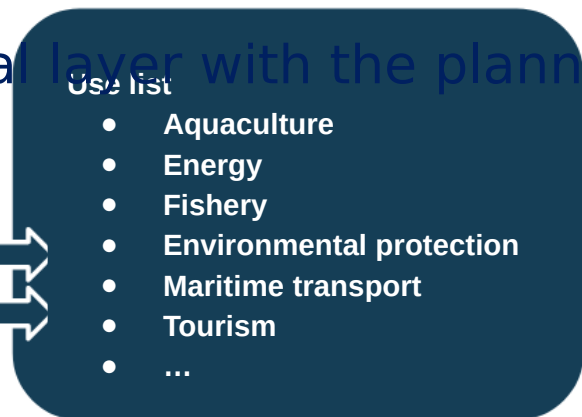 al layer with the plann
Use list
● Aquaculture
● Energy
● Fishery
● Environmental protection
● Maritime transport
● Tourism
● ...